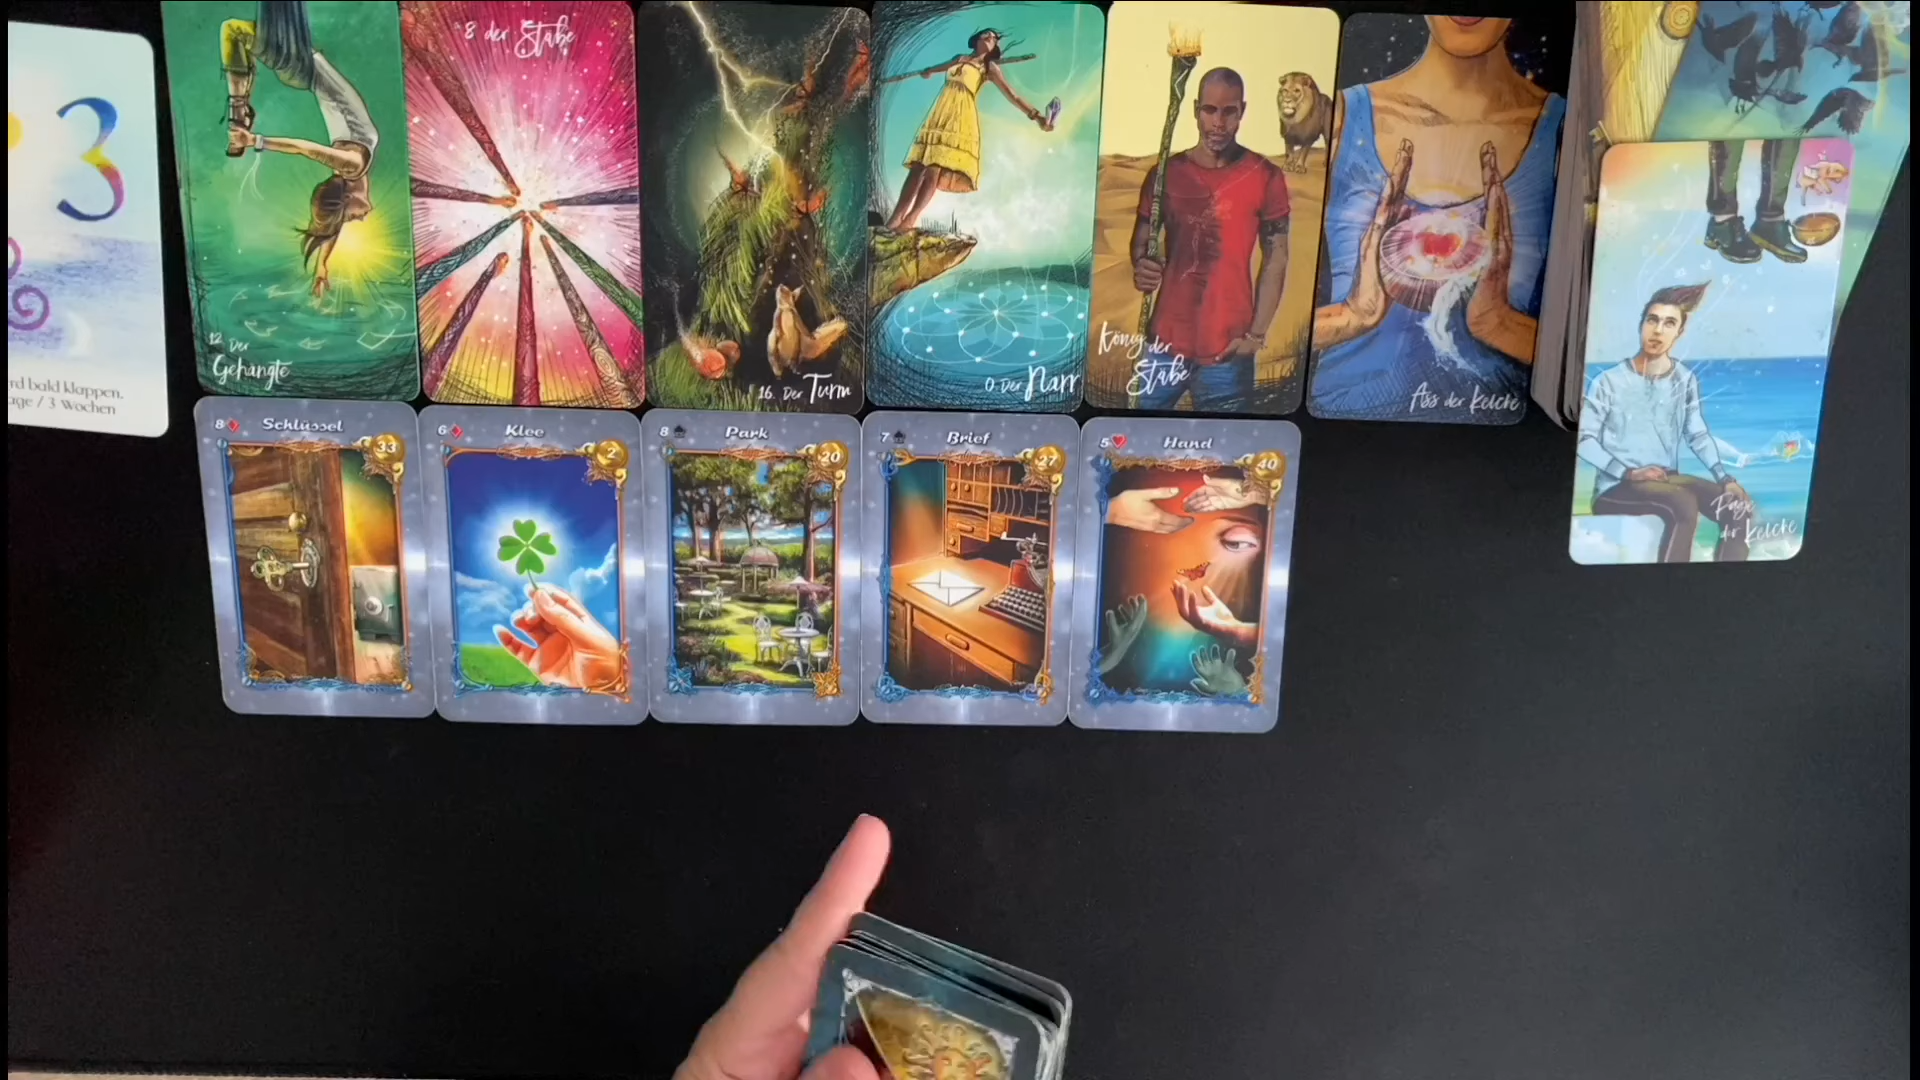 3
rd bald klappen.
age / 3 Wochen
12 Der
Gehängte
8 der Stäbe
16. Der Turm
0. Der Narr
König der
Stäbe
Ass der Kelche
Page
der Kelche
8 Schlüssel 33
6 Klee 2
8 Park 20
7 Brief 27
5 Hand 40